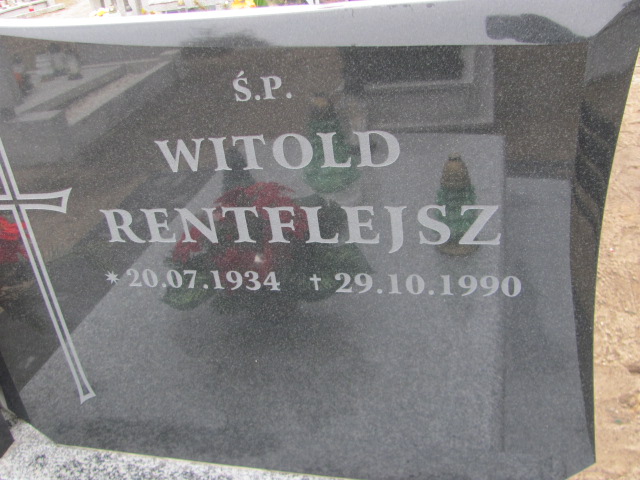 Ś.P.
WITOLD
RENTFLEJSZ
* 20.07.1934 † 29.10.1990